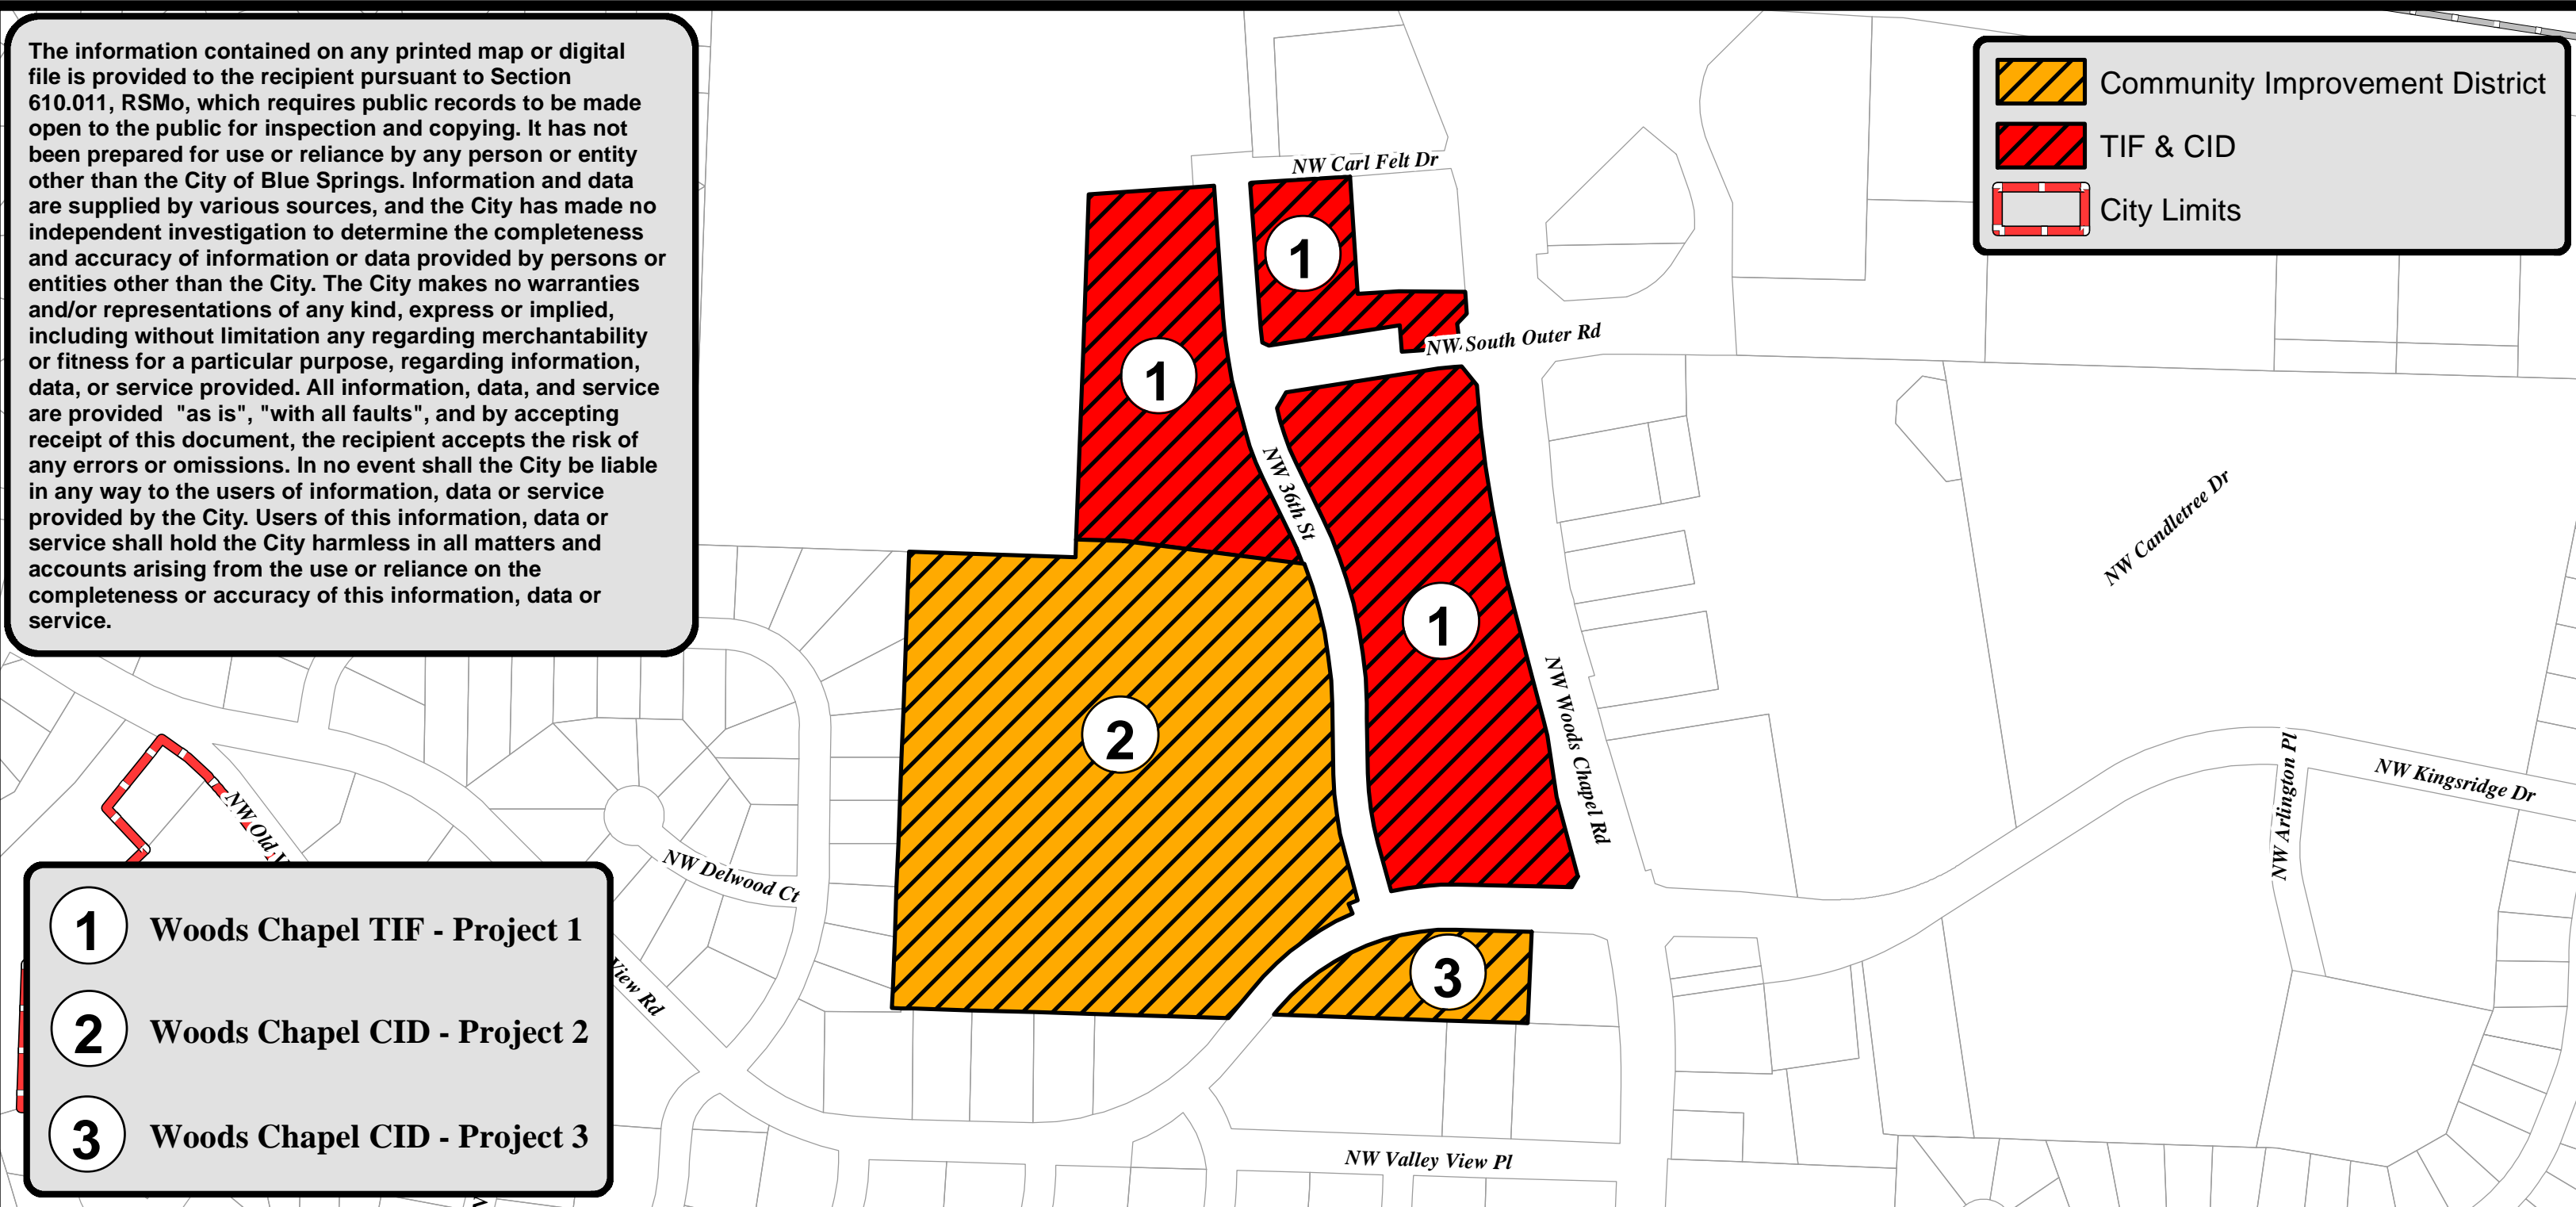 The information contained on any printed map or digital
file is provided to the recipient pursuant to Section
610.011, RSMo, which requires public records to be made
open to the public for inspection and copying. It has not
been prepared for use or reliance by any person or entity
other than the City of Blue Springs. Information and data
are supplied by various sources, and the City has made no
independent investigation to determine the completeness
and accuracy of information or data provided by persons or
entities other than the City. The City makes no warranties
and/or representations of any kind, express or implied,
including without limitation any regarding merchantability
or fitness for a particular purpose, regarding information,
data, or service provided. All information, data, and service
are provided  "as is", "with all faults", and by accepting
receipt of this document, the recipient accepts the risk of
any errors or omissions. In no event shall the City be liable
in any way to the users of information, data or service
provided by the City. Users of this information, data or
service shall hold the City harmless in all matters and
accounts arising from the use or reliance on the
completeness or accuracy of this information, data or
service.
Community Improvement District
TIF & CID
City Limits
NW Carl Felt Dr
1
NW South Outer Rd
1
NW 36th St
NW Candletree Dr
1
NW Woods Chapel Rd
2
NW Arlington Pl
NW Kingsridge Dr
NW Old
NW Delwood Ct
View Rd
3
NW Valley View Pl
1 Woods Chapel TIF - Project 1
2 Woods Chapel CID - Project 2
3 Woods Chapel CID - Project 3